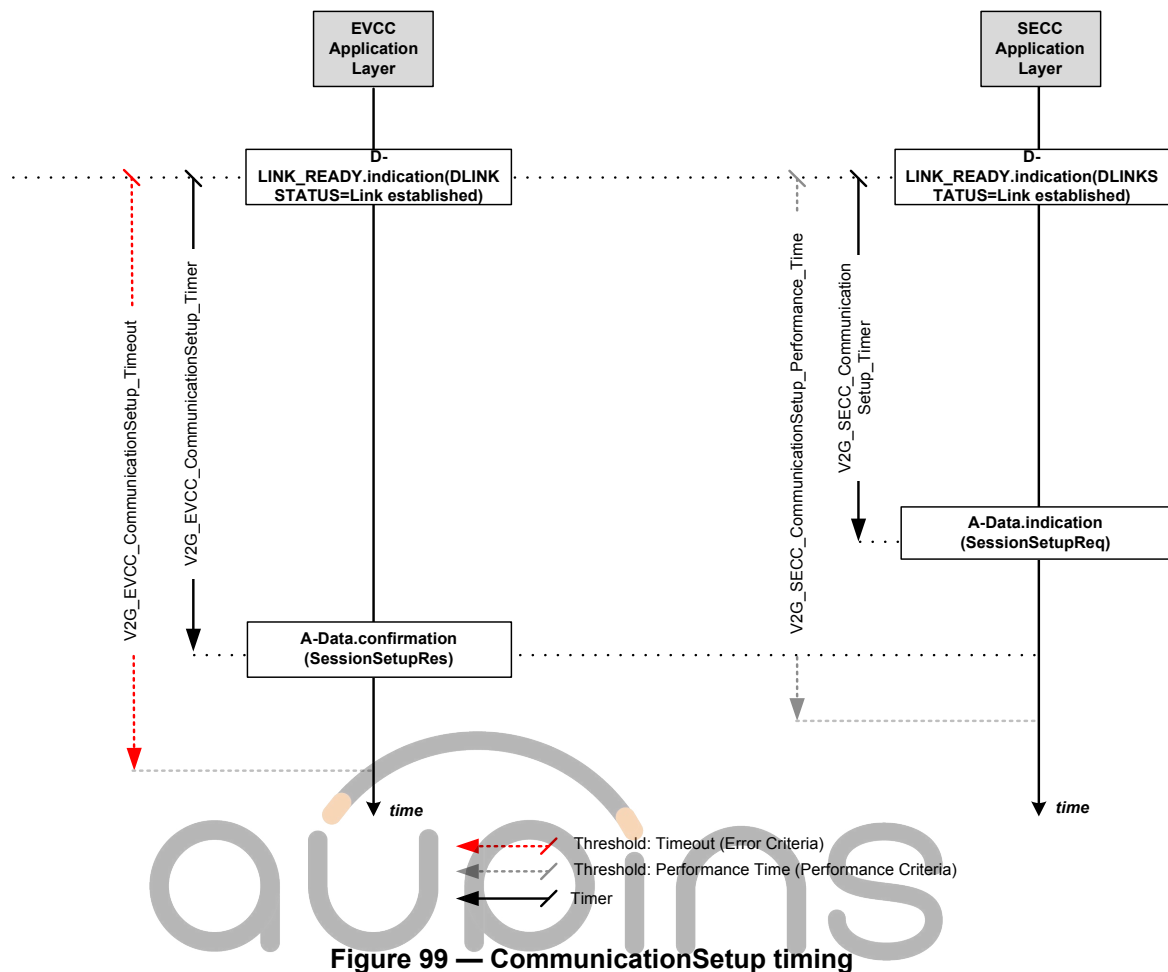 EVCC
Application
Layer
SECC
Application
Layer
D-
LINK_READY.indication(DLINK
STATUS=Link established)
D-
LINK_READY.indication(DLINKS
TATUS=Link established)
V2G_EVCC_CommunicationSetup_Timeout
V2G_EVCC_CommunicationSetup_Timer
V2G_SECC_CommunicationSetup_Performance_Time
V2G_SECC_Communication
Setup_Timer
A-Data.indication
(SessionSetupReq)
A-Data.confirmation
(SessionSetupRes)
time
time
Threshold: Timeout (Error Criteria)
Threshold: Performance Time (Performance Criteria)
Timer
aupins
Figure 99 — CommunicationSetup timing